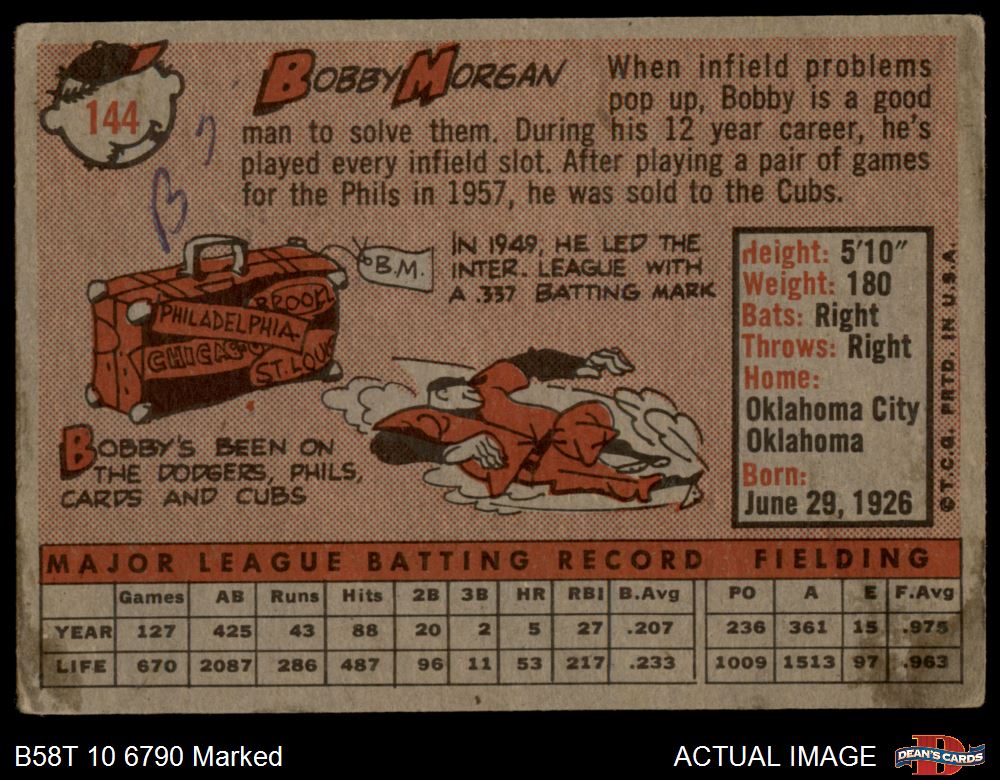 144
BOBBY MORGAN
When infield problems
pop up, Bobby is a good
man to solve them. During his 12 year career, he's
played every infield slot. After playing a pair of games
for the Phils in 1957, he was sold to the Cubs.
B 7
IN 1949, HE LED THE
INTER. LEAGUE WITH
A .337 BATTING MARK
B.M.
BROOKL
PHILADELPHIA
CHICAGO
ST. LOUIS
BOBBY'S BEEN ON
THE DODGERS, PHILS,
CARDS AND CUBS
Height: 5'10"
Weight: 180
Bats: Right
Throws: Right
Home:
Oklahoma City
Oklahoma
Born:
June 29, 1926
©T.C.G. PRTD. IN U.S.A.
MAJOR LEAGUE BATTING RECORD FIELDING
Games AB Runs Hits 2B 3B HR RBI B.Avg PO A E F.Avg
YEAR 127 425 43 88 20 2 5 27 .207 236 361 15 .975
LIFE 670 2087 286 487 96 11 53 217 .233 1009 1513 97 .963
B58T 10 6790 Marked
ACTUAL IMAGE
DEAN'S CARDS